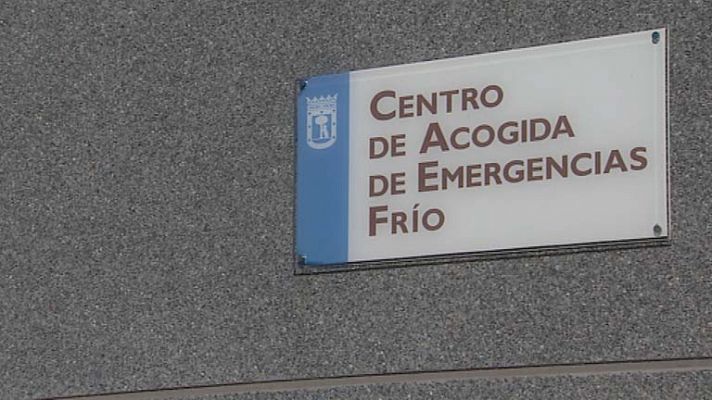 CENTRO
DE ACOGIDA
DE EMERGENCIAS
FRÍO